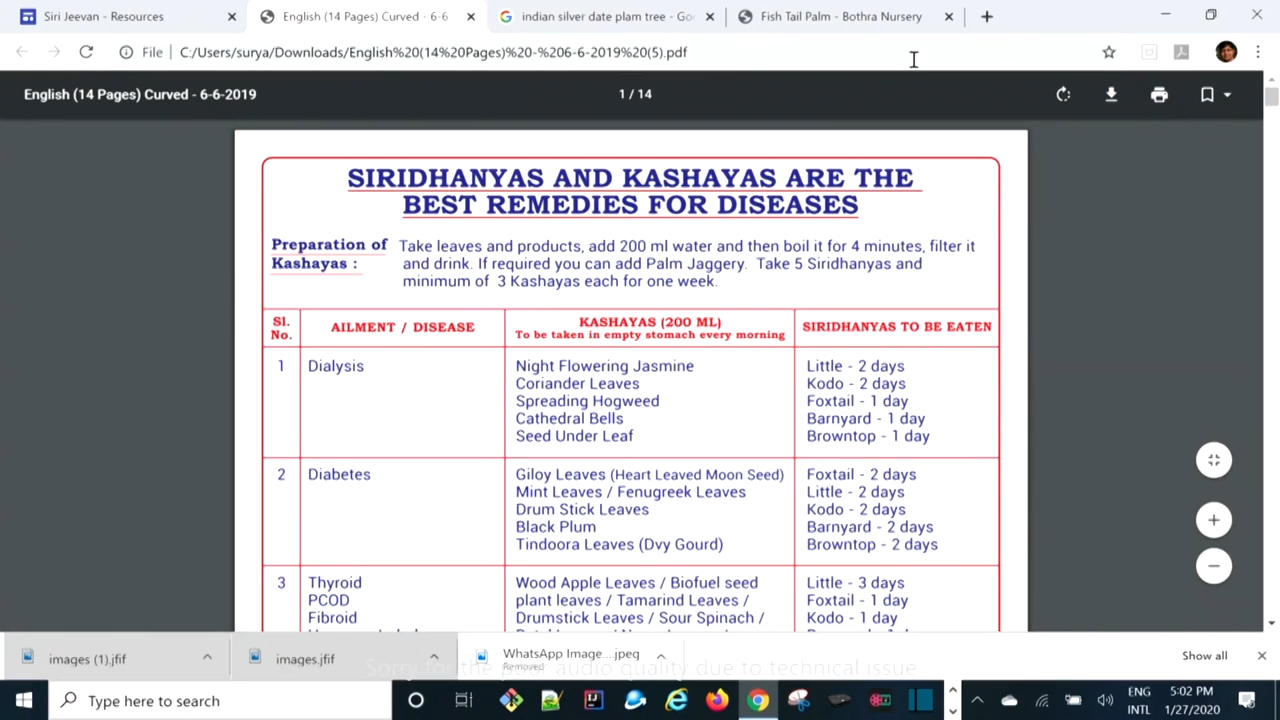 Siri Jeevan - Resources
English (14 Pages) Curved - 6-6
indian silver date plam tree - Goo
Fish Tail Palm - Bothra Nursery
File
C:/Users/surya/Downloads/English%20(14%20Pages)%20-%206-6-2019%20(5).pdf
English (14 Pages) Curved - 6-6-2019
1 / 14
SIRIDHANYAS AND KASHAYAS ARE THE
BEST REMEDIES FOR DISEASES
Preparation of Kashayas :
Take leaves and products, add 200 ml water and then boil it for 4 minutes, filter it
and drink. If required you can add Palm Jaggery. Take 5 Siridhanyas and
minimum of 3 Kashayas each for one week.
Sl. No.
AILMENT / DISEASE
KASHAYAS (200 ML)
To be taken in empty stomach every morning
SIRIDHANYAS TO BE EATEN
1
Dialysis
Night Flowering Jasmine
Coriander Leaves
Spreading Hogweed
Cathedral Bells
Seed Under Leaf
Little - 2 days
Kodo - 2 days
Foxtail - 1 day
Barnyard - 1 day
Browntop - 1 day
2
Diabetes
Giloy Leaves (Heart Leaved Moon Seed)
Mint Leaves / Fenugreek Leaves
Drum Stick Leaves
Black Plum
Tindoora Leaves (Dvy Gourd)
Foxtail - 2 days
Little - 2 days
Kodo - 2 days
Barnyard - 2 days
Browntop - 2 days
3
Thyroid
PCOD
Fibroid
Wood Apple Leaves / Biofuel seed
plant leaves / Tamarind Leaves /
Drumstick Leaves / Sour Spinach /
Little - 3 days
Foxtail - 1 day
Kodo - 1 day
images (1).jfif
images.jfif
WhatsApp Image....jpeg
Removed
Show all
Sorry for the poor audio quality due to technical issue
Type here to search
ENG
INTL
5:02 PM
1/27/2020